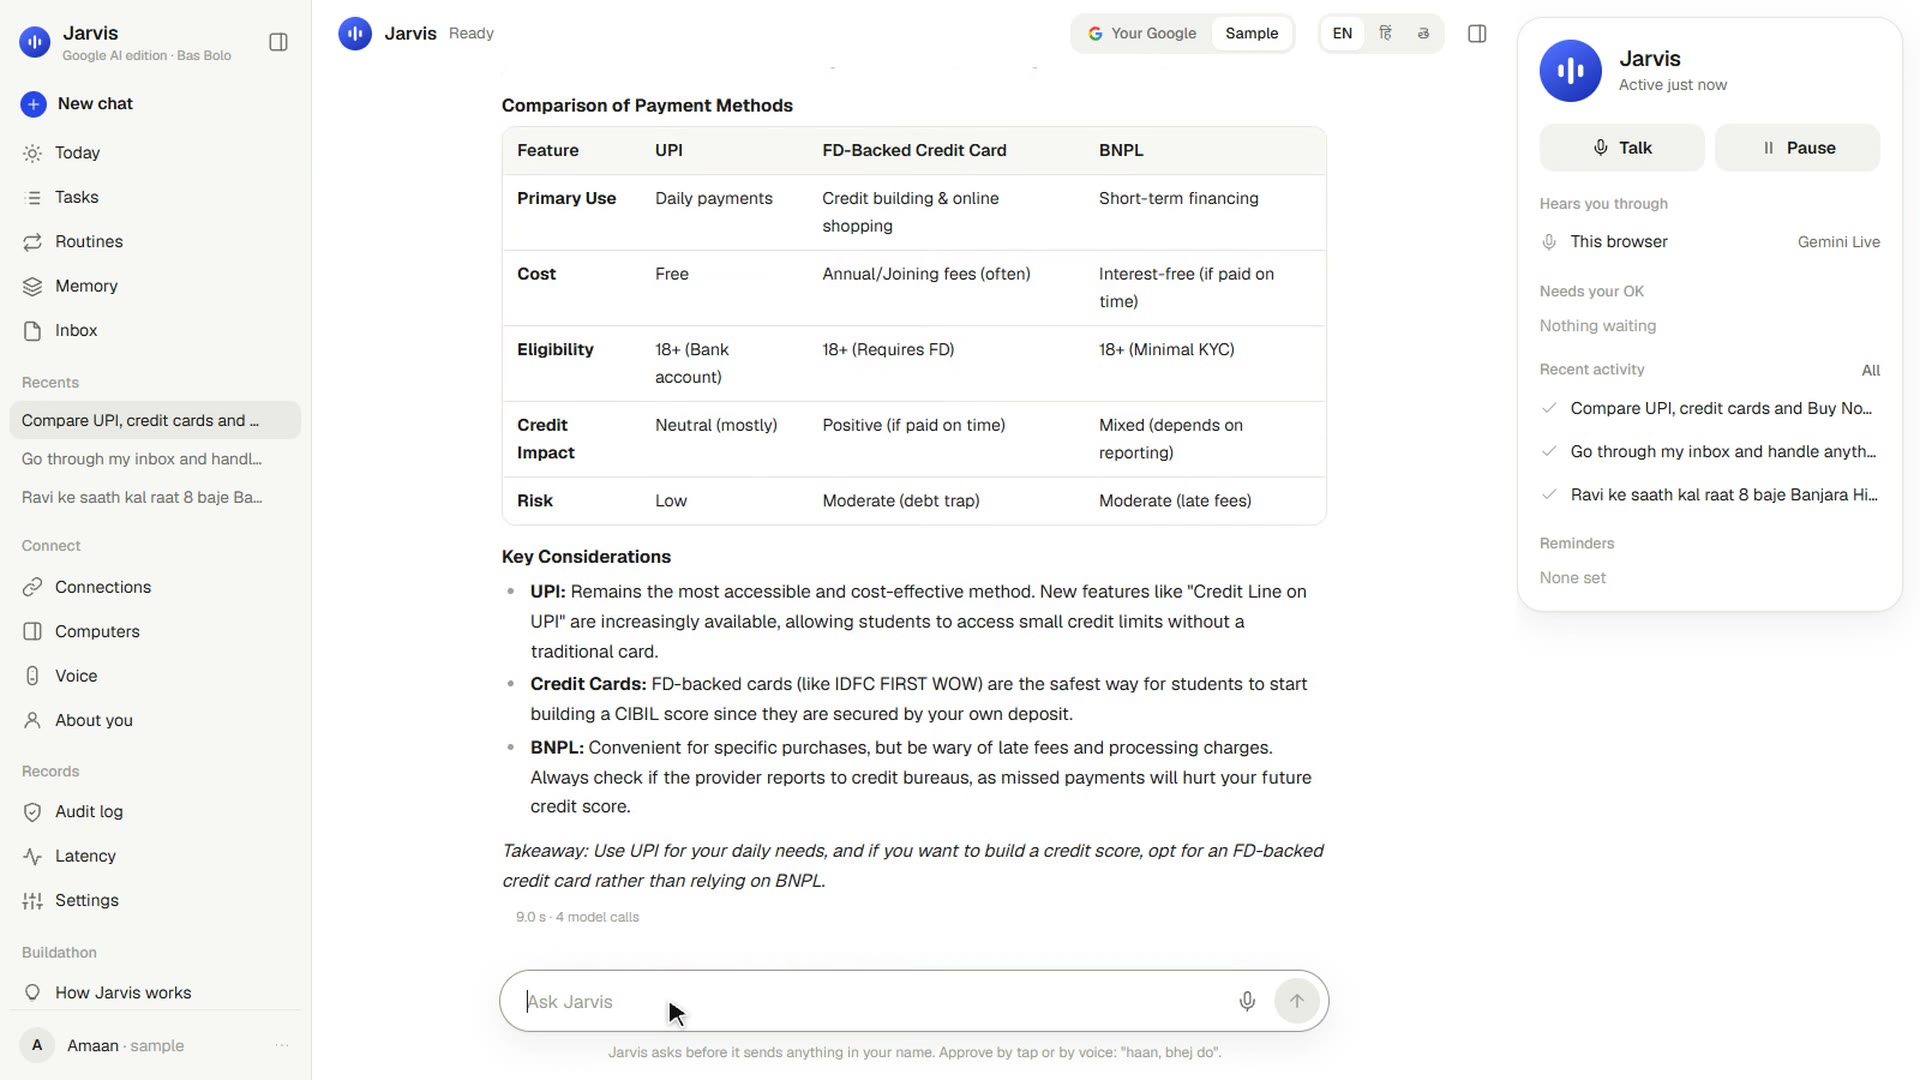 Jarvis
Google AI edition · Bas Bolo
New chat
Today
Tasks
Routines
Memory
Inbox
Recents
Compare UPI, credit cards and ...
Go through my inbox and handl...
Ravi ke saath kal raat 8 baje Ba...
Connect
Connections
Computers
Voice
About you
Records
Audit log
Latency
Settings
Buildathon
How Jarvis works
A
Amaan · sample
Jarvis Ready
Your Google
Sample
EN
हिं
తె
Comparison of Payment Methods
Feature UPI FD-Backed Credit Card BNPL
Primary Use Daily payments Credit building & online Short-term financing
shopping
Cost Free Annual/Joining fees (often) Interest-free (if paid on
time)
Eligibility 18+ (Bank 18+ (Requires FD) 18+ (Minimal KYC)
account)
Credit Neutral (mostly) Positive (if paid on time) Mixed (depends on
Impact reporting)
Risk Low Moderate (debt trap) Moderate (late fees)
Key Considerations
• UPI: Remains the most accessible and cost-effective method. New features like "Credit Line on
UPI" are increasingly available, allowing students to access small credit limits without a
traditional card.
• Credit Cards: FD-backed cards (like IDFC FIRST WOW) are the safest way for students to start
building a CIBIL score since they are secured by your own deposit.
• BNPL: Convenient for specific purchases, but be wary of late fees and processing charges.
Always check if the provider reports to credit bureaus, as missed payments will hurt your future
credit score.
Takeaway: Use UPI for your daily needs, and if you want to build a credit score, opt for an FD-backed
credit card rather than relying on BNPL.
9.0 s · 4 model calls
Ask Jarvis
Jarvis asks before it sends anything in your name. Approve by tap or by voice: "haan, bhej do".
Jarvis
Active just now
Talk
Pause
Hears you through
This browser Gemini Live
Needs your OK
Nothing waiting
Recent activity All
Compare UPI, credit cards and Buy No...
Go through my inbox and handle anyth...
Ravi ke saath kal raat 8 baje Banjara Hi...
Reminders
None set